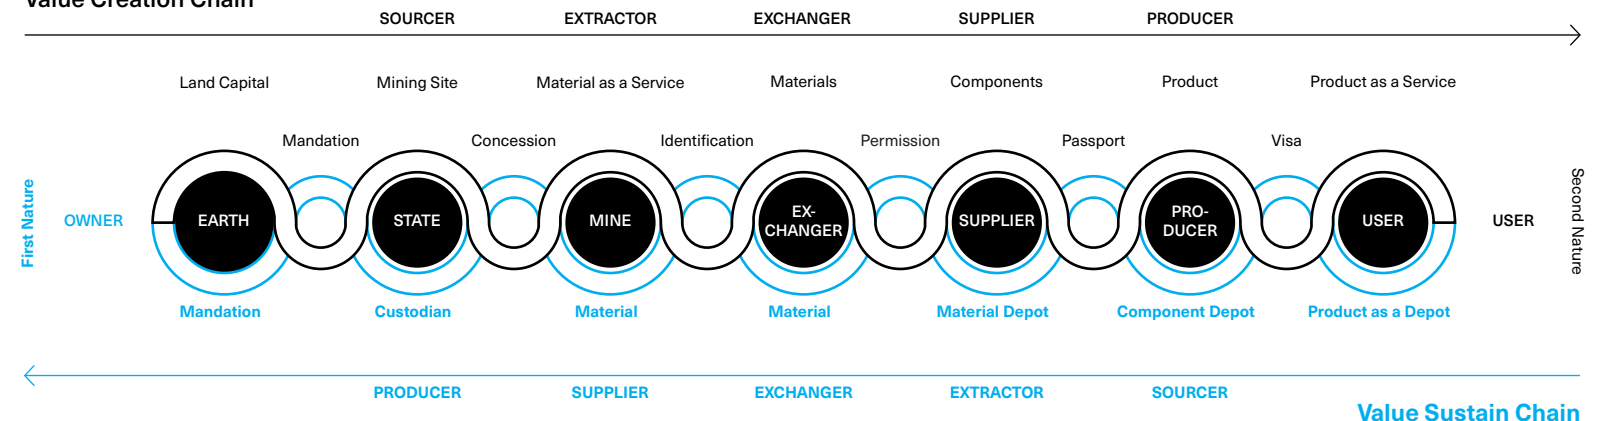 Value Creation Chain
SOURCER EXTRACTOR EXCHANGER SUPPLIER PRODUCER
Land Capital Mining Site Material as a Service Materials Components Product Product as a Service
Mandation Concession Identification Permission Passport Visa
First Nature
OWNER
EARTH
STATE
MINE
EX-
CHANGER
SUPPLIER
PRO-
DUCER
USER
USER
Second Nature
Mandation Custodian Material Material Material Depot Component Depot Product as a Depot
PRODUCER SUPPLIER EXCHANGER EXTRACTOR SOURCER
Value Sustain Chain